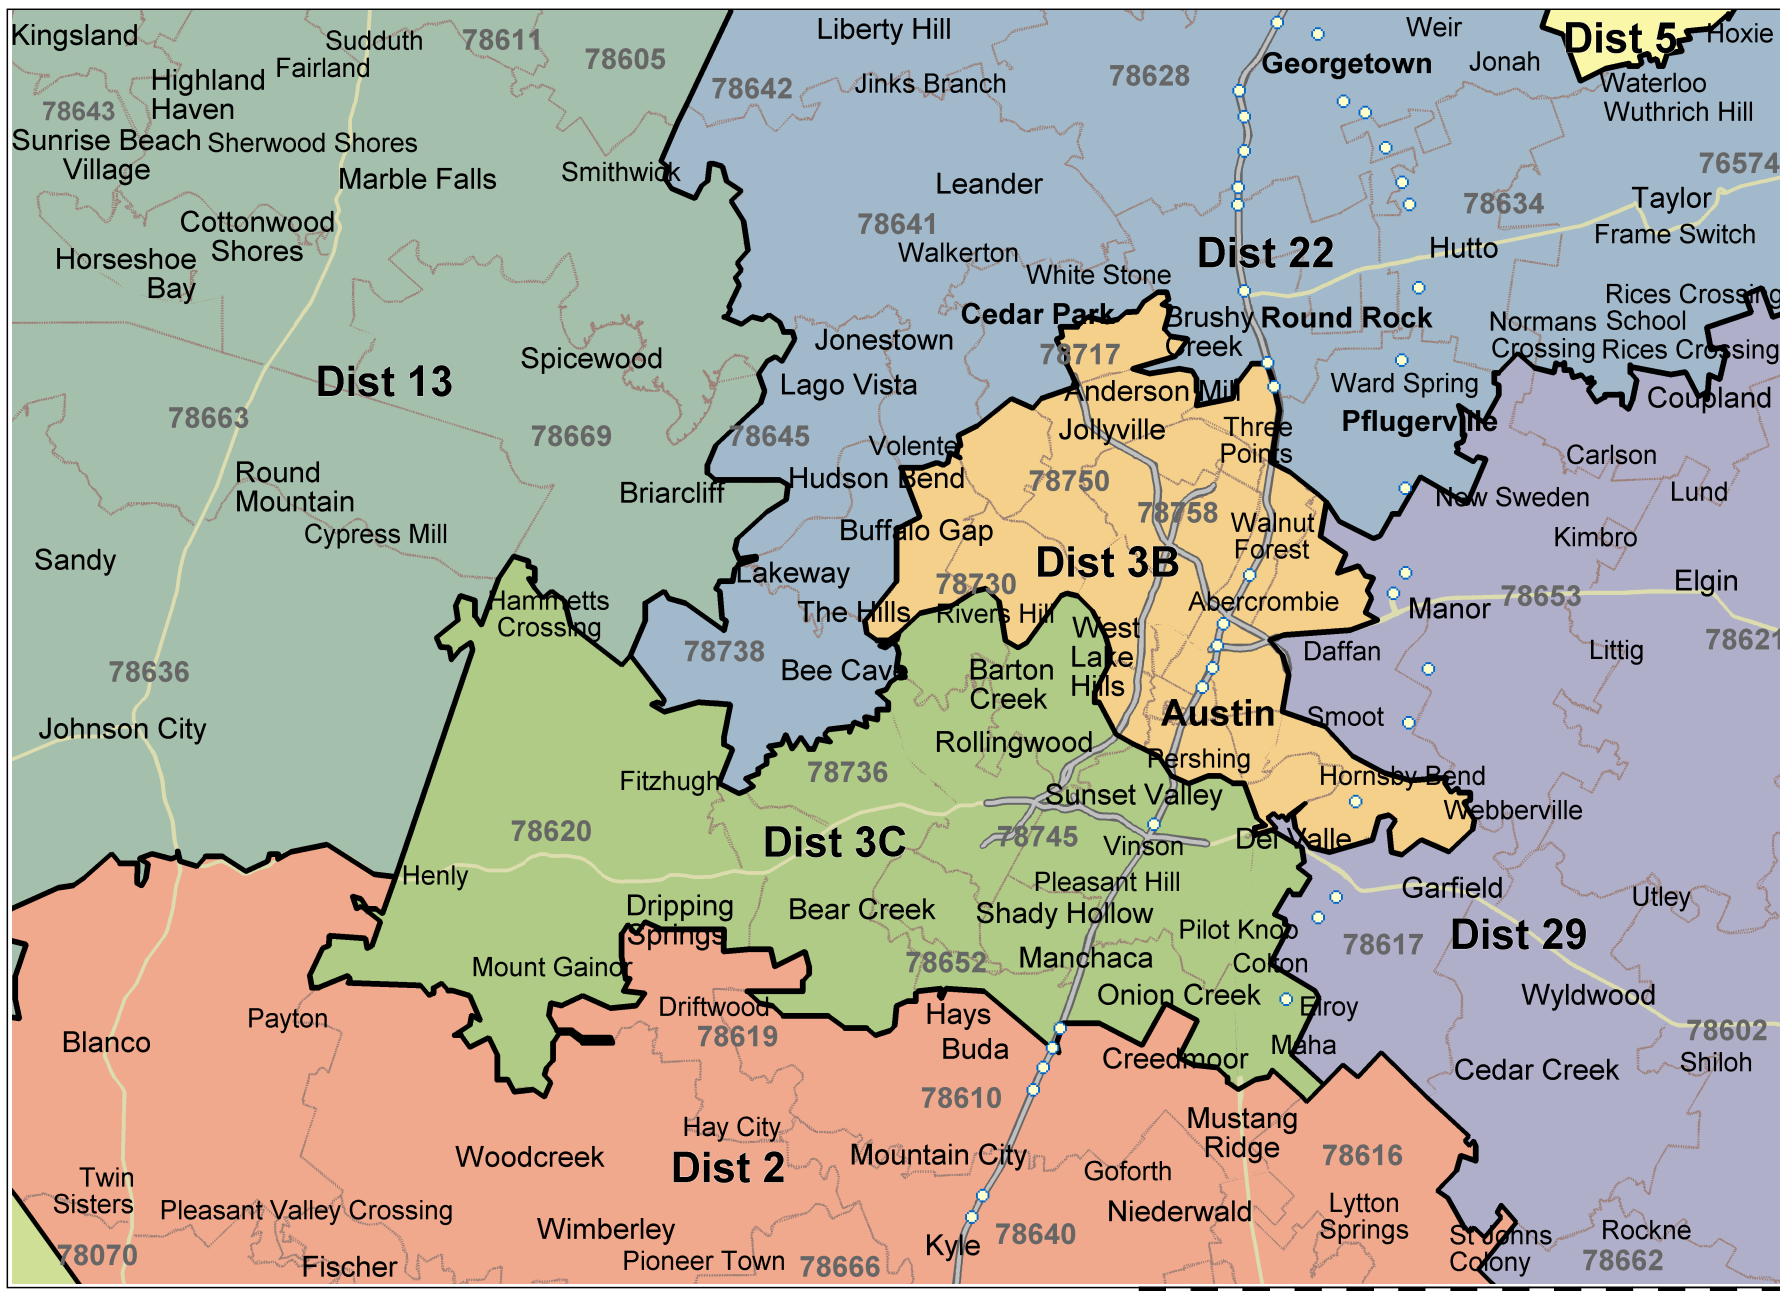 Kingsland
Sudduth
78611
Liberty Hill
Weir
Dist 5
Hoxie
Fairland
78605
Georgetown
Jonah
Highland
Haven
78642
Jinks Branch
78628
Waterloo
Wuthrich Hill
78643
Sunrise Beach
Village
Sherwood Shores
Smithwick
Marble Falls
Leander
76574
Taylor
78634
Cottonwood
Shores
78641
Frame Switch
Horseshoe
Bay
Walkerton
Dist 22
Hutto
White Stone
Cedar Park
Brushy
Creek
Round Rock
Rices Crossing
School
Normans
Crossing
Rices Crossing
Jonestown
78717
Spicewood
Dist 13
Lago Vista
Anderson Mill
Ward Spring
Coupland
78663
78669
78645
Volente
Jollyville
Three
Points
Pflugerville
Carlson
Round
Mountain
Briarcliff
Hudson Bend
78750
New Sweden
Lund
Cypress Mill
Buffalo Gap
78758
Walnut
Forest
Kimbro
Sandy
Lakeway
78730
Dist 3B
Elgin
Hammetts
Crossing
The Hills
Rivers Hill
Abercrombie
Manor
78653
78621
78636
78738
Bee Cave
Barton
Creek
West
Lake
Hills
Daffan
Littig
Johnson City
Rollingwood
Austin
Smoot
Fitzhugh
78736
Pershing
Hornsby Bend
Sunset Valley
Webberville
78620
Dist 3C
78745
Vinson
Del Valle
Henly
Pleasant Hill
Garfield
Utley
Dripping
Springs
Bear Creek
Shady Hollow
Pilot Knob
78617
Dist 29
Mount Gainor
78652
Manchaca
Colton
Driftwood
Onion Creek
Elroy
Wyldwood
Payton
Hays
78602
Blanco
78619
Buda
Creedmoor
Maha
Cedar Creek
Shiloh
78610
Hay City
Mustang
Ridge
Woodcreek
Dist 2
Mountain City
Goforth
78616
Twin
Sisters
Pleasant Valley Crossing
Niederwald
Lytton
Springs
Wimberley
Kyle
78640
St Johns
Colony
Rockne
78070
Fischer
Pioneer Town
78666
78662